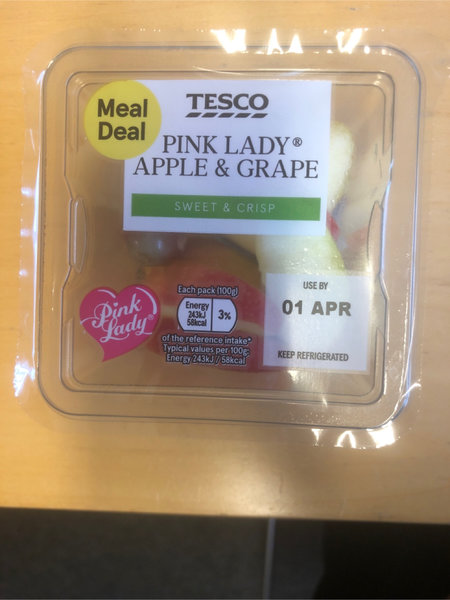 Meal
Deal
TESCO
PINK LADY®
APPLE & GRAPE
SWEET & CRISP
Pink
Lady®
Each pack (100g)
Energy
243kJ
58kcal
3%
of the reference intake*
Typical values per 100g:
Energy 243kJ / 58kcal
USE BY
01 APR
KEEP REFRIGERATED